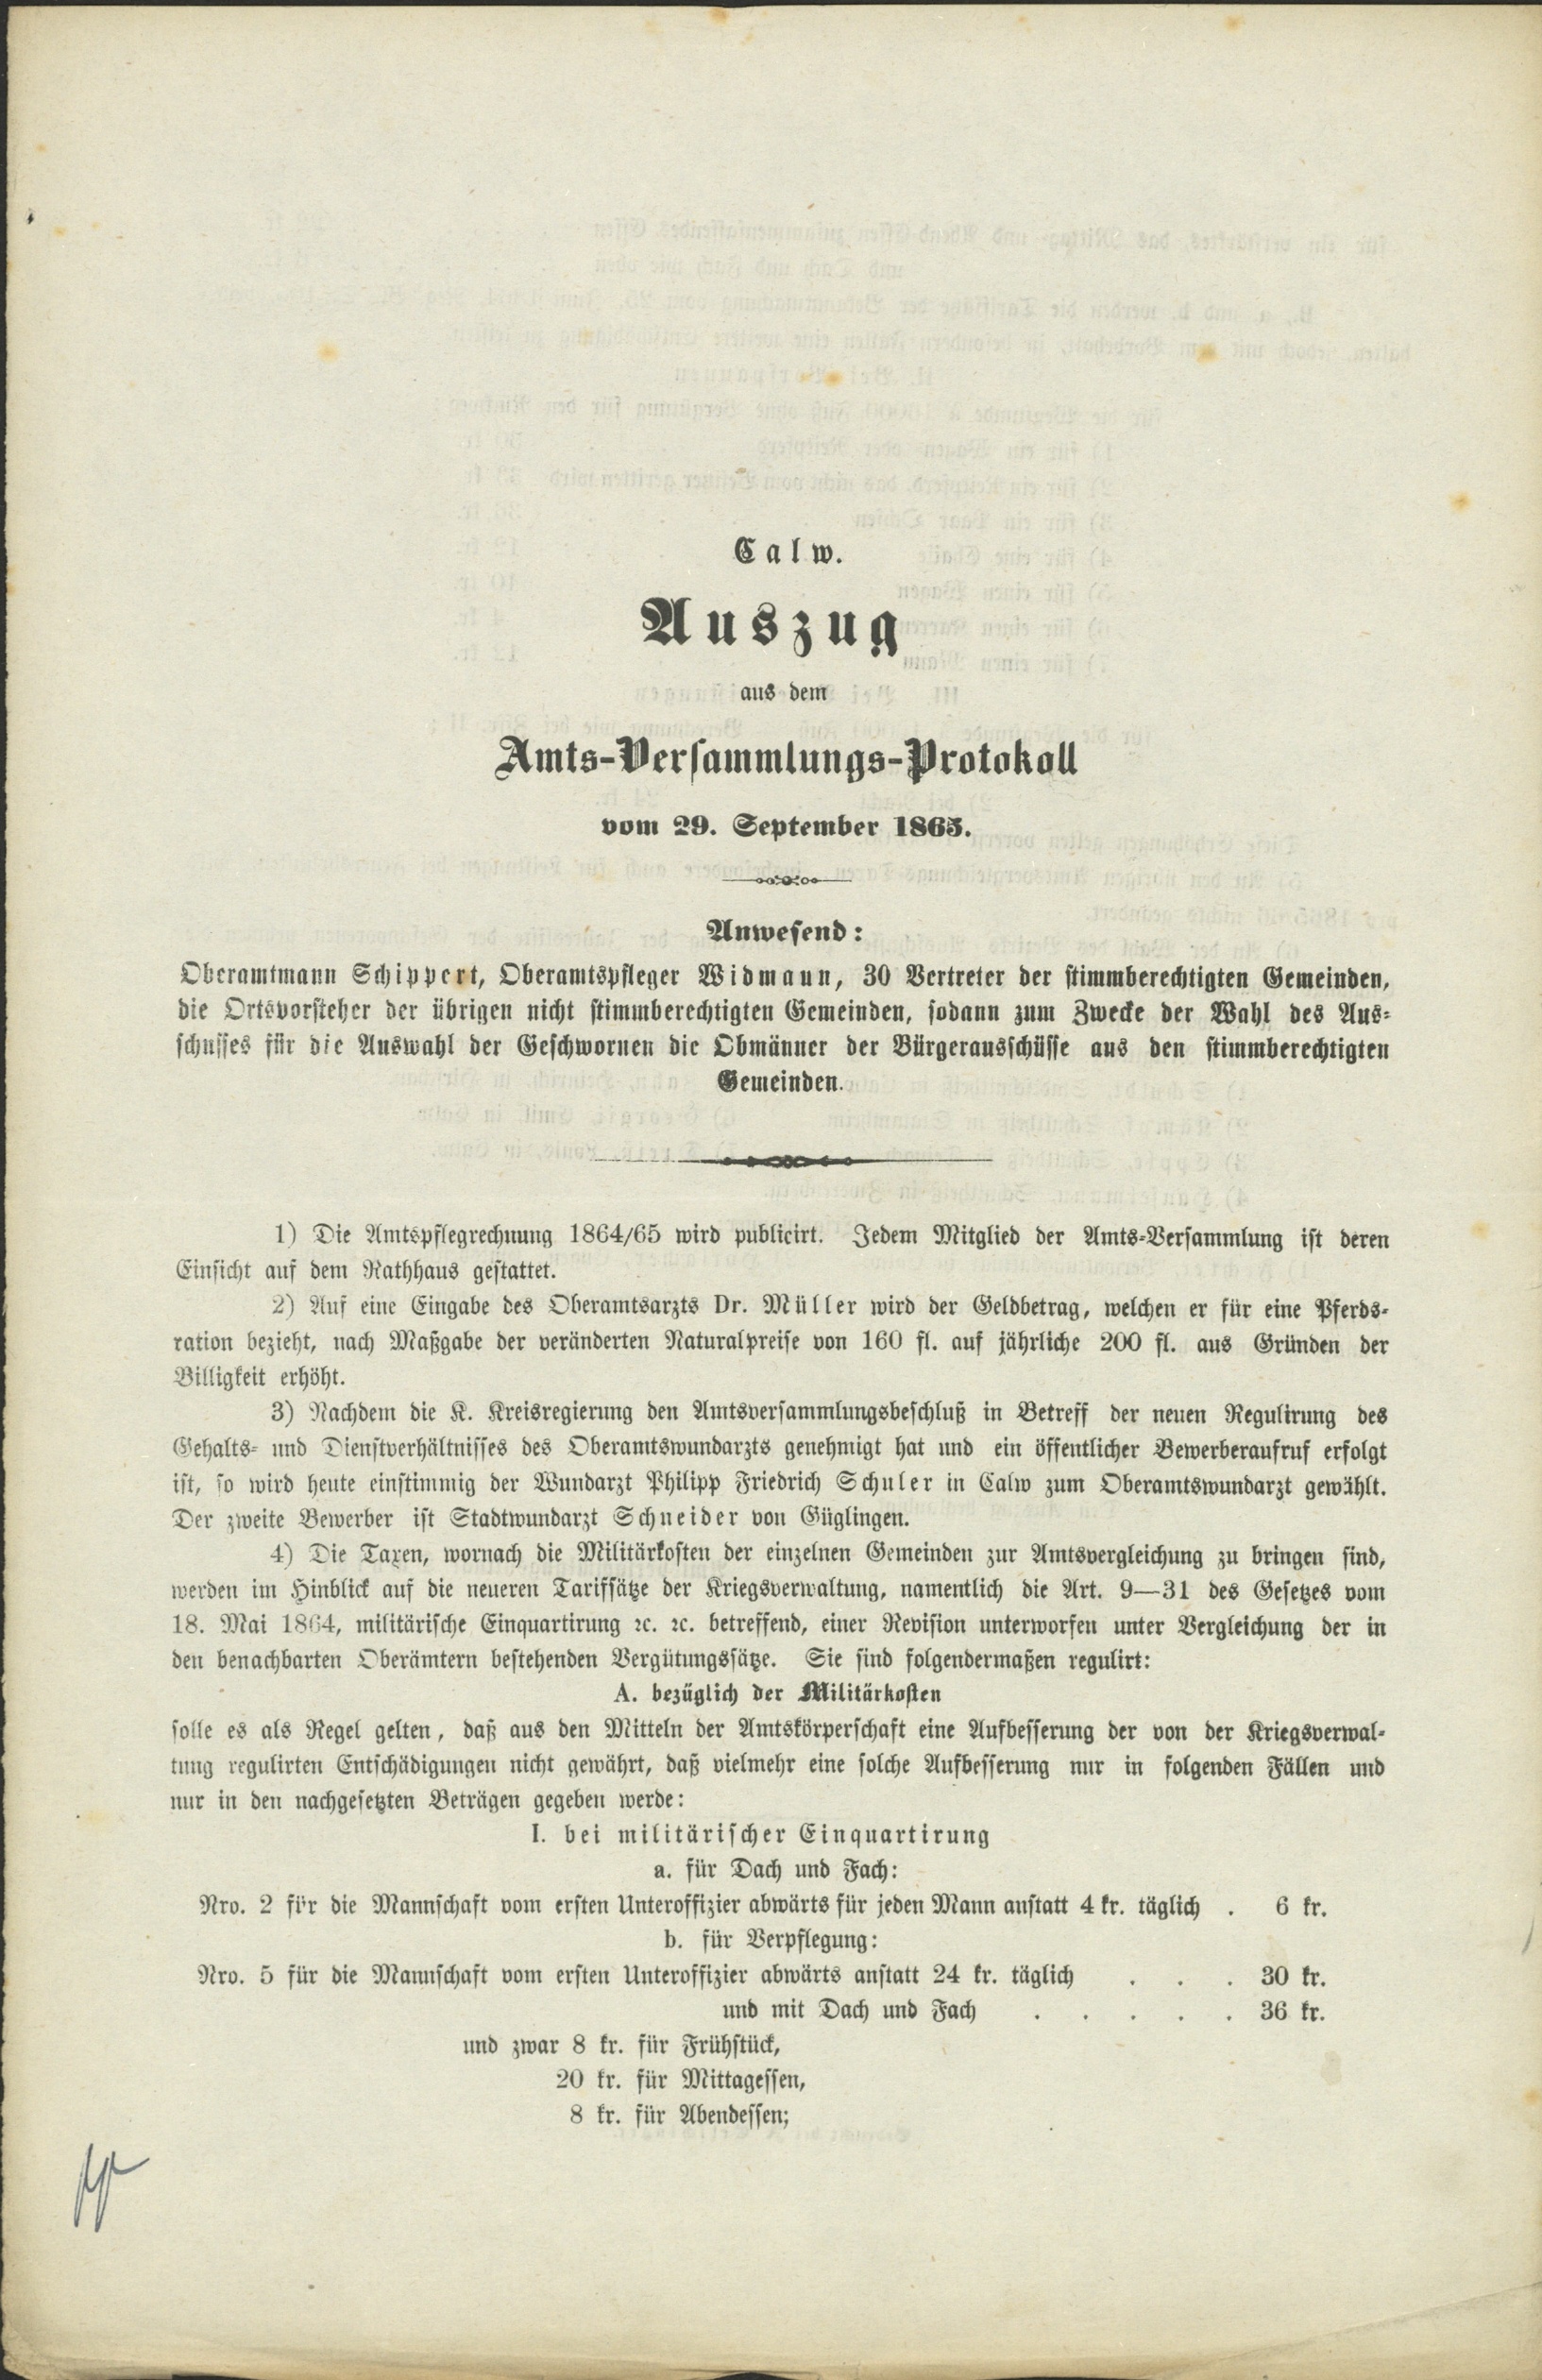 Calw.
Auszug
aus dem
Amts-Versammlungs-Protokoll
vom 29. September 1865.
Anwesend:
Oberamtmann Schippert, Oberamtspfleger Widmann, 30 Vertreter der stimmberechtigten Gemeinden,
die Ortsvorsteher der übrigen nicht stimmberechtigten Gemeinden, sodann zum Zwecke der Wahl des Aus-
schusses für die Auswahl der Geschwornen die Obmänner der Bürgerausschüsse aus den stimmberechtigten
Gemeinden.
1) Die Amtspflegrechnung 1864/65 wird publicirt. Jedem Mitglied der Amts-Versammlung ist deren
Einsicht auf dem Rathhaus gestattet.
2) Auf eine Eingabe des Oberamtsarzts Dr. Müller wird der Geldbetrag, welchen er für eine Pferds-
ration bezieht, nach Maßgabe der veränderten Naturalpreise von 160 fl. auf jährliche 200 fl. aus Gründen der
Billigkeit erhöht.
3) Nachdem die K. Kreisregierung den Amtsversammlungsbeschluß in Betreff der neuen Regulirung des
Gehalts- und Dienstverhältnisses des Oberamtswundarzts genehmigt hat und ein öffentlicher Bewerberaufruf erfolgt
ist, so wird heute einstimmig der Wundarzt Philipp Friedrich Schuler in Calw zum Oberamtswundarzt gewählt.
Der zweite Bewerber ist Stadtwundarzt Schneider von Güglingen.
4) Die Taxen, wornach die Militärkosten der einzelnen Gemeinden zur Amtsvergleichung zu bringen sind,
werden im Hinblick auf die neueren Tarifsätze der Kriegsverwaltung, namentlich die Art. 9—31 des Gesetzes vom
18. Mai 1864, militärische Einquartirung ꝛc. ꝛc. betreffend, einer Revision unterworfen unter Vergleichung der in
den benachbarten Oberämtern bestehenden Vergütungssätze. Sie sind folgendermaßen regulirt:
A. bezüglich der Militärkosten
solle es als Regel gelten, daß aus den Mitteln der Amtskörperschaft eine Aufbesserung der von der Kriegsverwal-
tung regulirten Entschädigungen nicht gewährt, daß vielmehr eine solche Aufbesserung nur in folgenden Fällen und
nur in den nachgesetzten Beträgen gegeben werde:
I. bei militärischer Einquartirung
a. für Dach und Fach:
Nro. 2 für die Mannschaft vom ersten Unteroffizier abwärts für jeden Mann anstatt 4 kr. täglich . 6 kr.
b. für Verpflegung:
Nro. 5 für die Mannschaft vom ersten Unteroffizier abwärts anstatt 24 kr. täglich . . . 30 kr.
und mit Dach und Fach . . . . . 36 kr.
und zwar 8 kr. für Frühstück,
20 kr. für Mittagessen,
8 kr. für Abendessen;